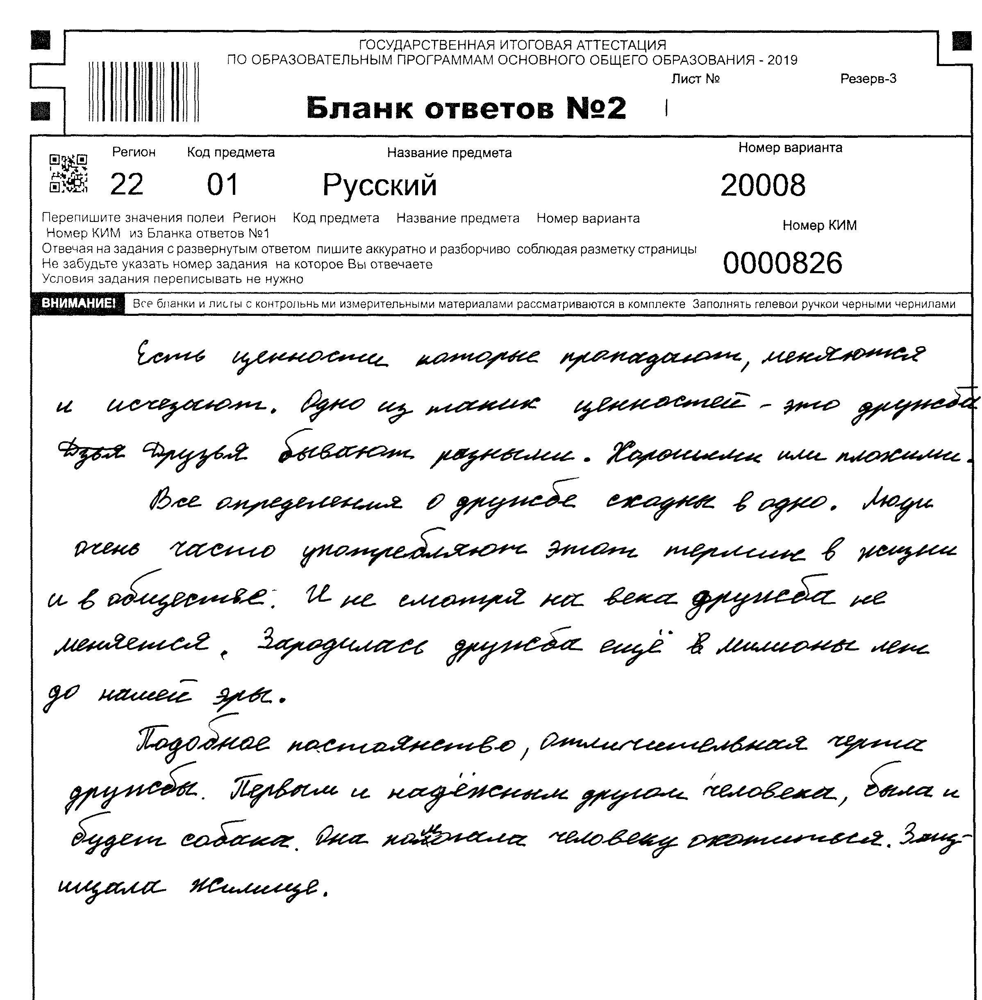 ГОСУДАРСТВЕННАЯ ИТОГОВАЯ АТТЕСТАЦИЯ
ПО ОБРАЗОВАТЕЛЬНЫМ ПРОГРАММАМ ОСНОВНОГО ОБЩЕГО ОБРАЗОВАНИЯ - 2019
Лист № Резерв-3
Бланк ответов №2
Регион Код предмета Название предмета Номер варианта
22 01 Русский 20008
Перепишите значения полеи Регион Код предмета Название предмета Номер варианта
Номер КИМ из Бланка ответов №1
Номер КИМ
Отвечая на задания с развернутым ответом пишите аккуратно и разборчиво соблюдая разметку страницы
Не забудьте указать номер задания на которое Вы отвечаете
0000826
Условия задания переписывать не нужно
ВНИМАНИЕ! Все бланки и листы с контрольными измерительными материалами рассматриваются в комплекте Заполнять гелевои ручкои черными чернилами
Есть ценности которые пропадают, меняются
и исчезают. Одно из таких ценностей - это дружба
Дзья Друзья бывают разными. Хорошими или плохими.
Все определения о дружбе сходны в одно. Люди
очень часто употребляют этот термин в жизни
и в обществе. И не смотря на века дружба не
меняется. Зародилась дружба ещё в милионы лет
до нашей эры.
Подобное постоянство, отличительная черта
дружбы. Первым и надёжным другом человека, была и
будет собака. Она помогала человеку охотиться. Защ-
ищала жилище.